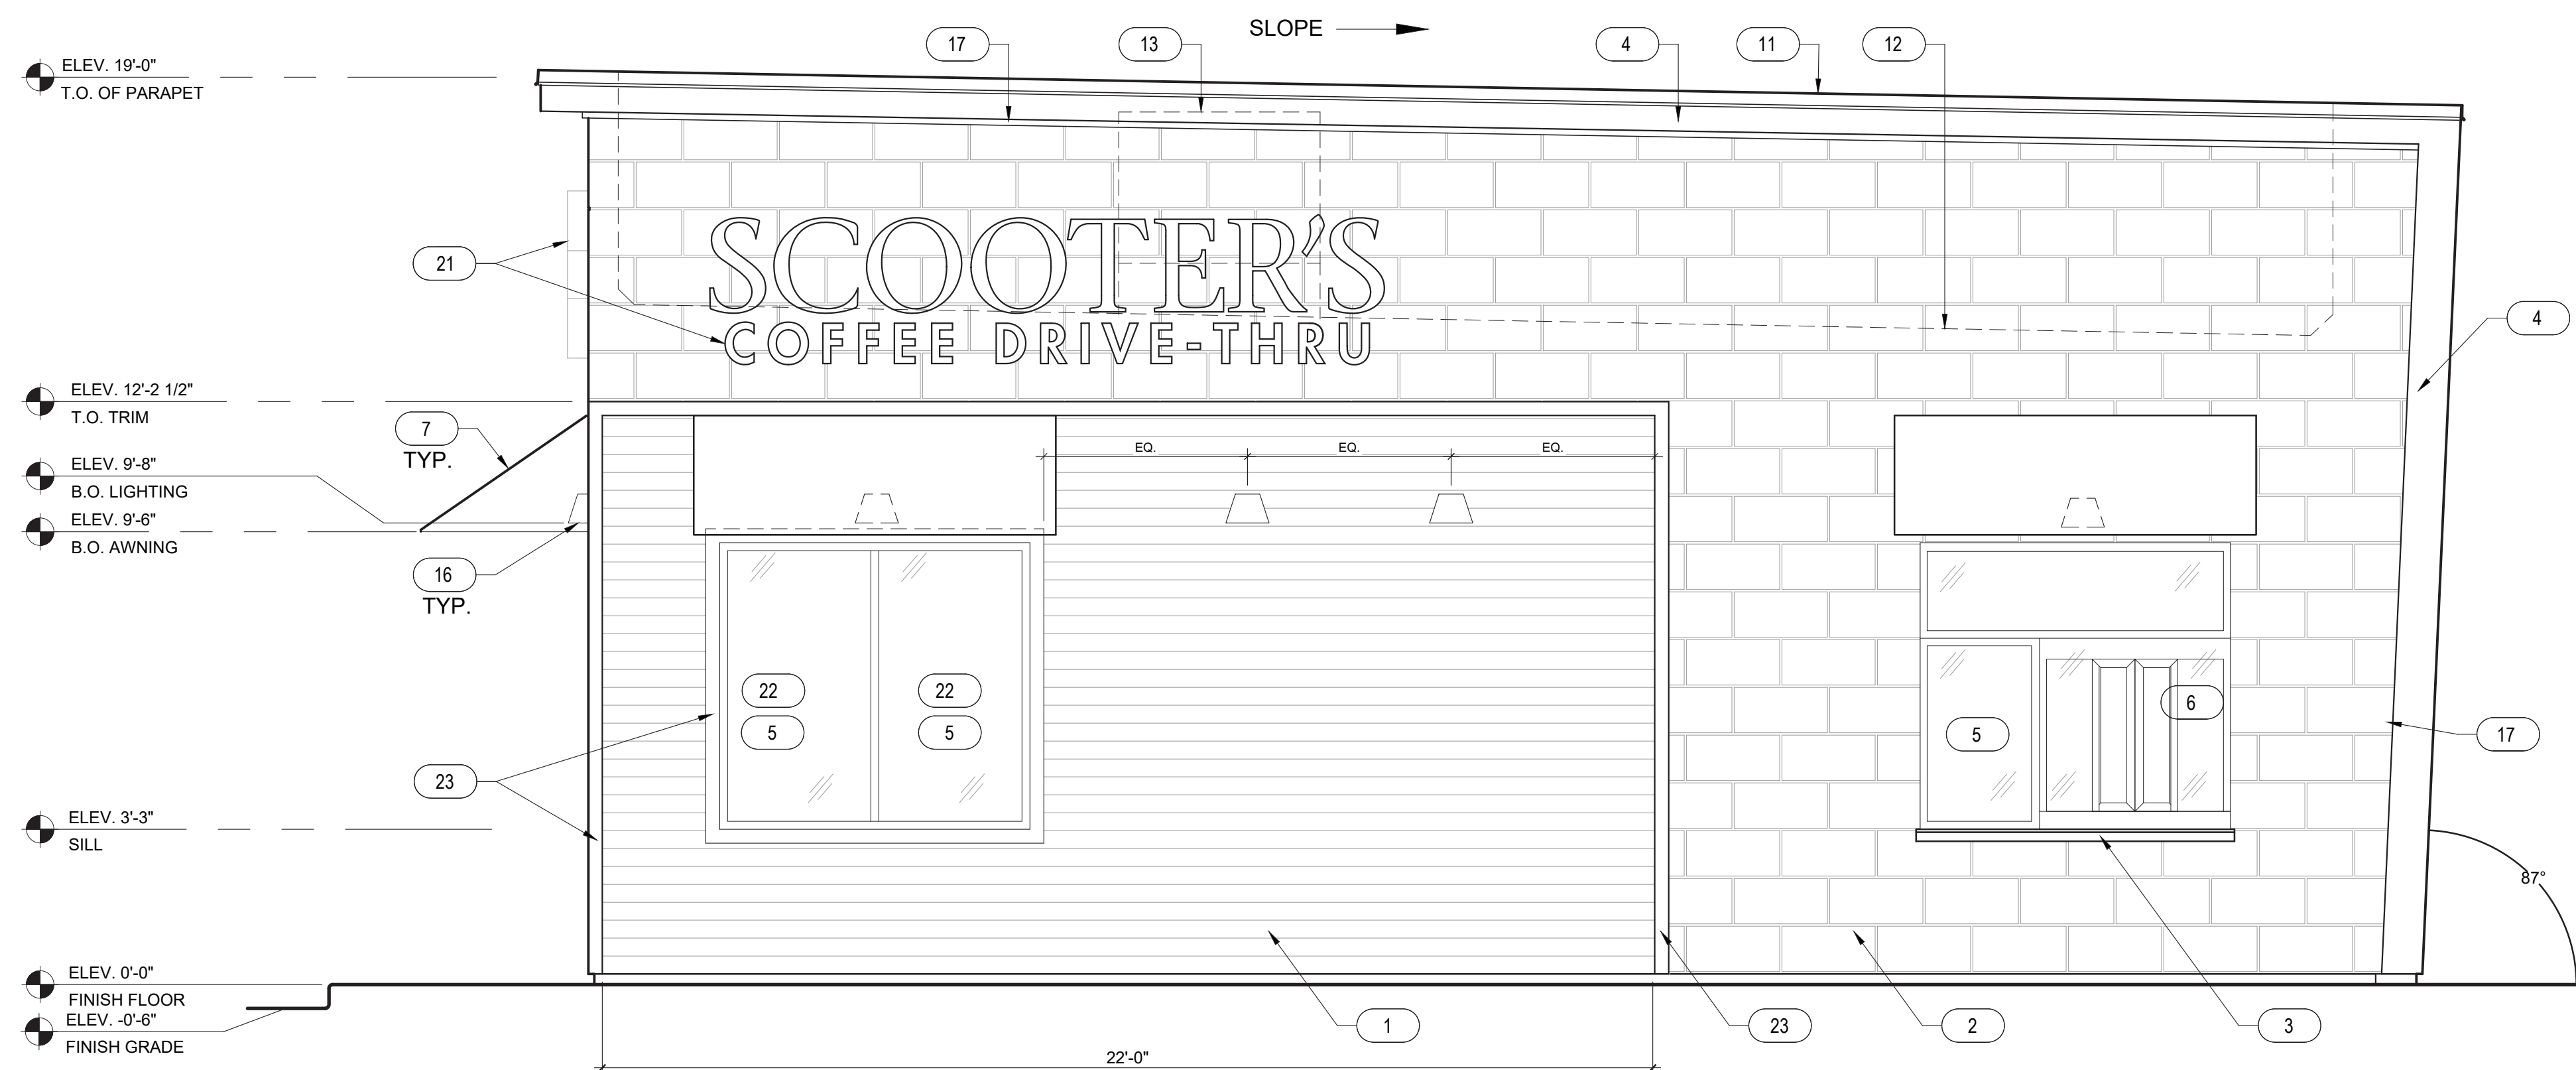 SLOPE
17
13
4
11
12
ELEV. 19'-0"
T.O. OF PARAPET
21
SCOOTER'S
COFFEE DRIVE-THRU
4
ELEV. 12'-2 1/2"
T.O. TRIM
7
TYP.
EQ.
EQ.
EQ.
ELEV. 9'-8"
B.O. LIGHTING
ELEV. 9'-6"
B.O. AWNING
16
TYP.
22
22
5
5
6
5
17
23
ELEV. 3'-3"
SILL
87°
ELEV. 0'-0"
FINISH FLOOR
ELEV. -0'-6"
FINISH GRADE
1
23
2
3
22'-0"